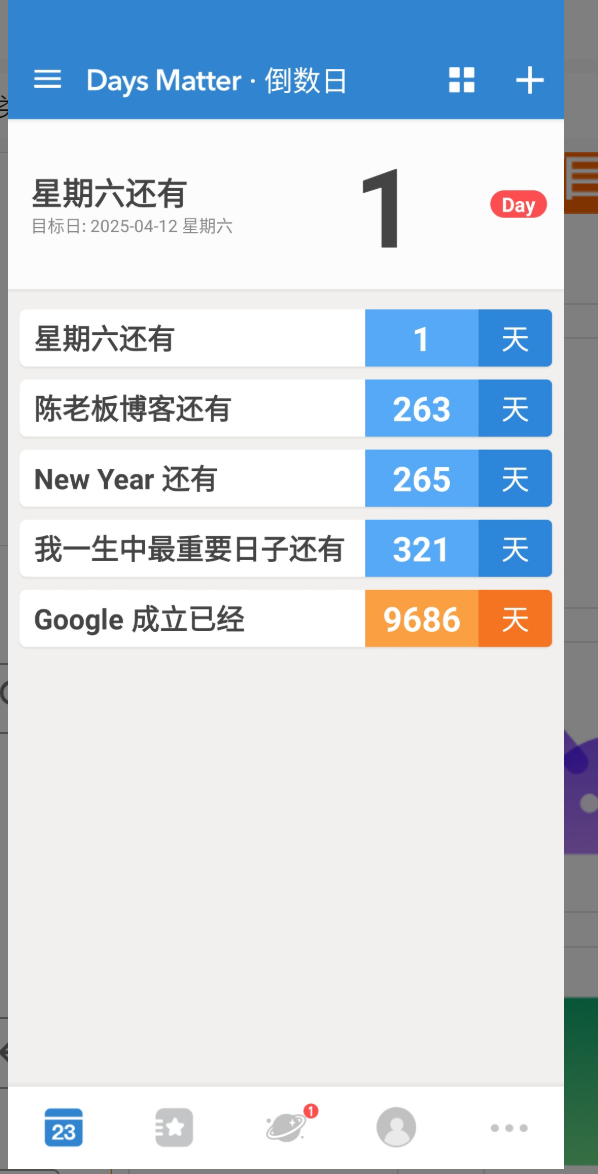 Days Matter · 倒数日
星期六还有
目标日: 2025-04-12 星期六
1
Day
星期六还有 1 天
陈老板博客还有 263 天
New Year 还有 265 天
我一生中最重要日子还有 321 天
Google 成立已经 9686 天
23
1